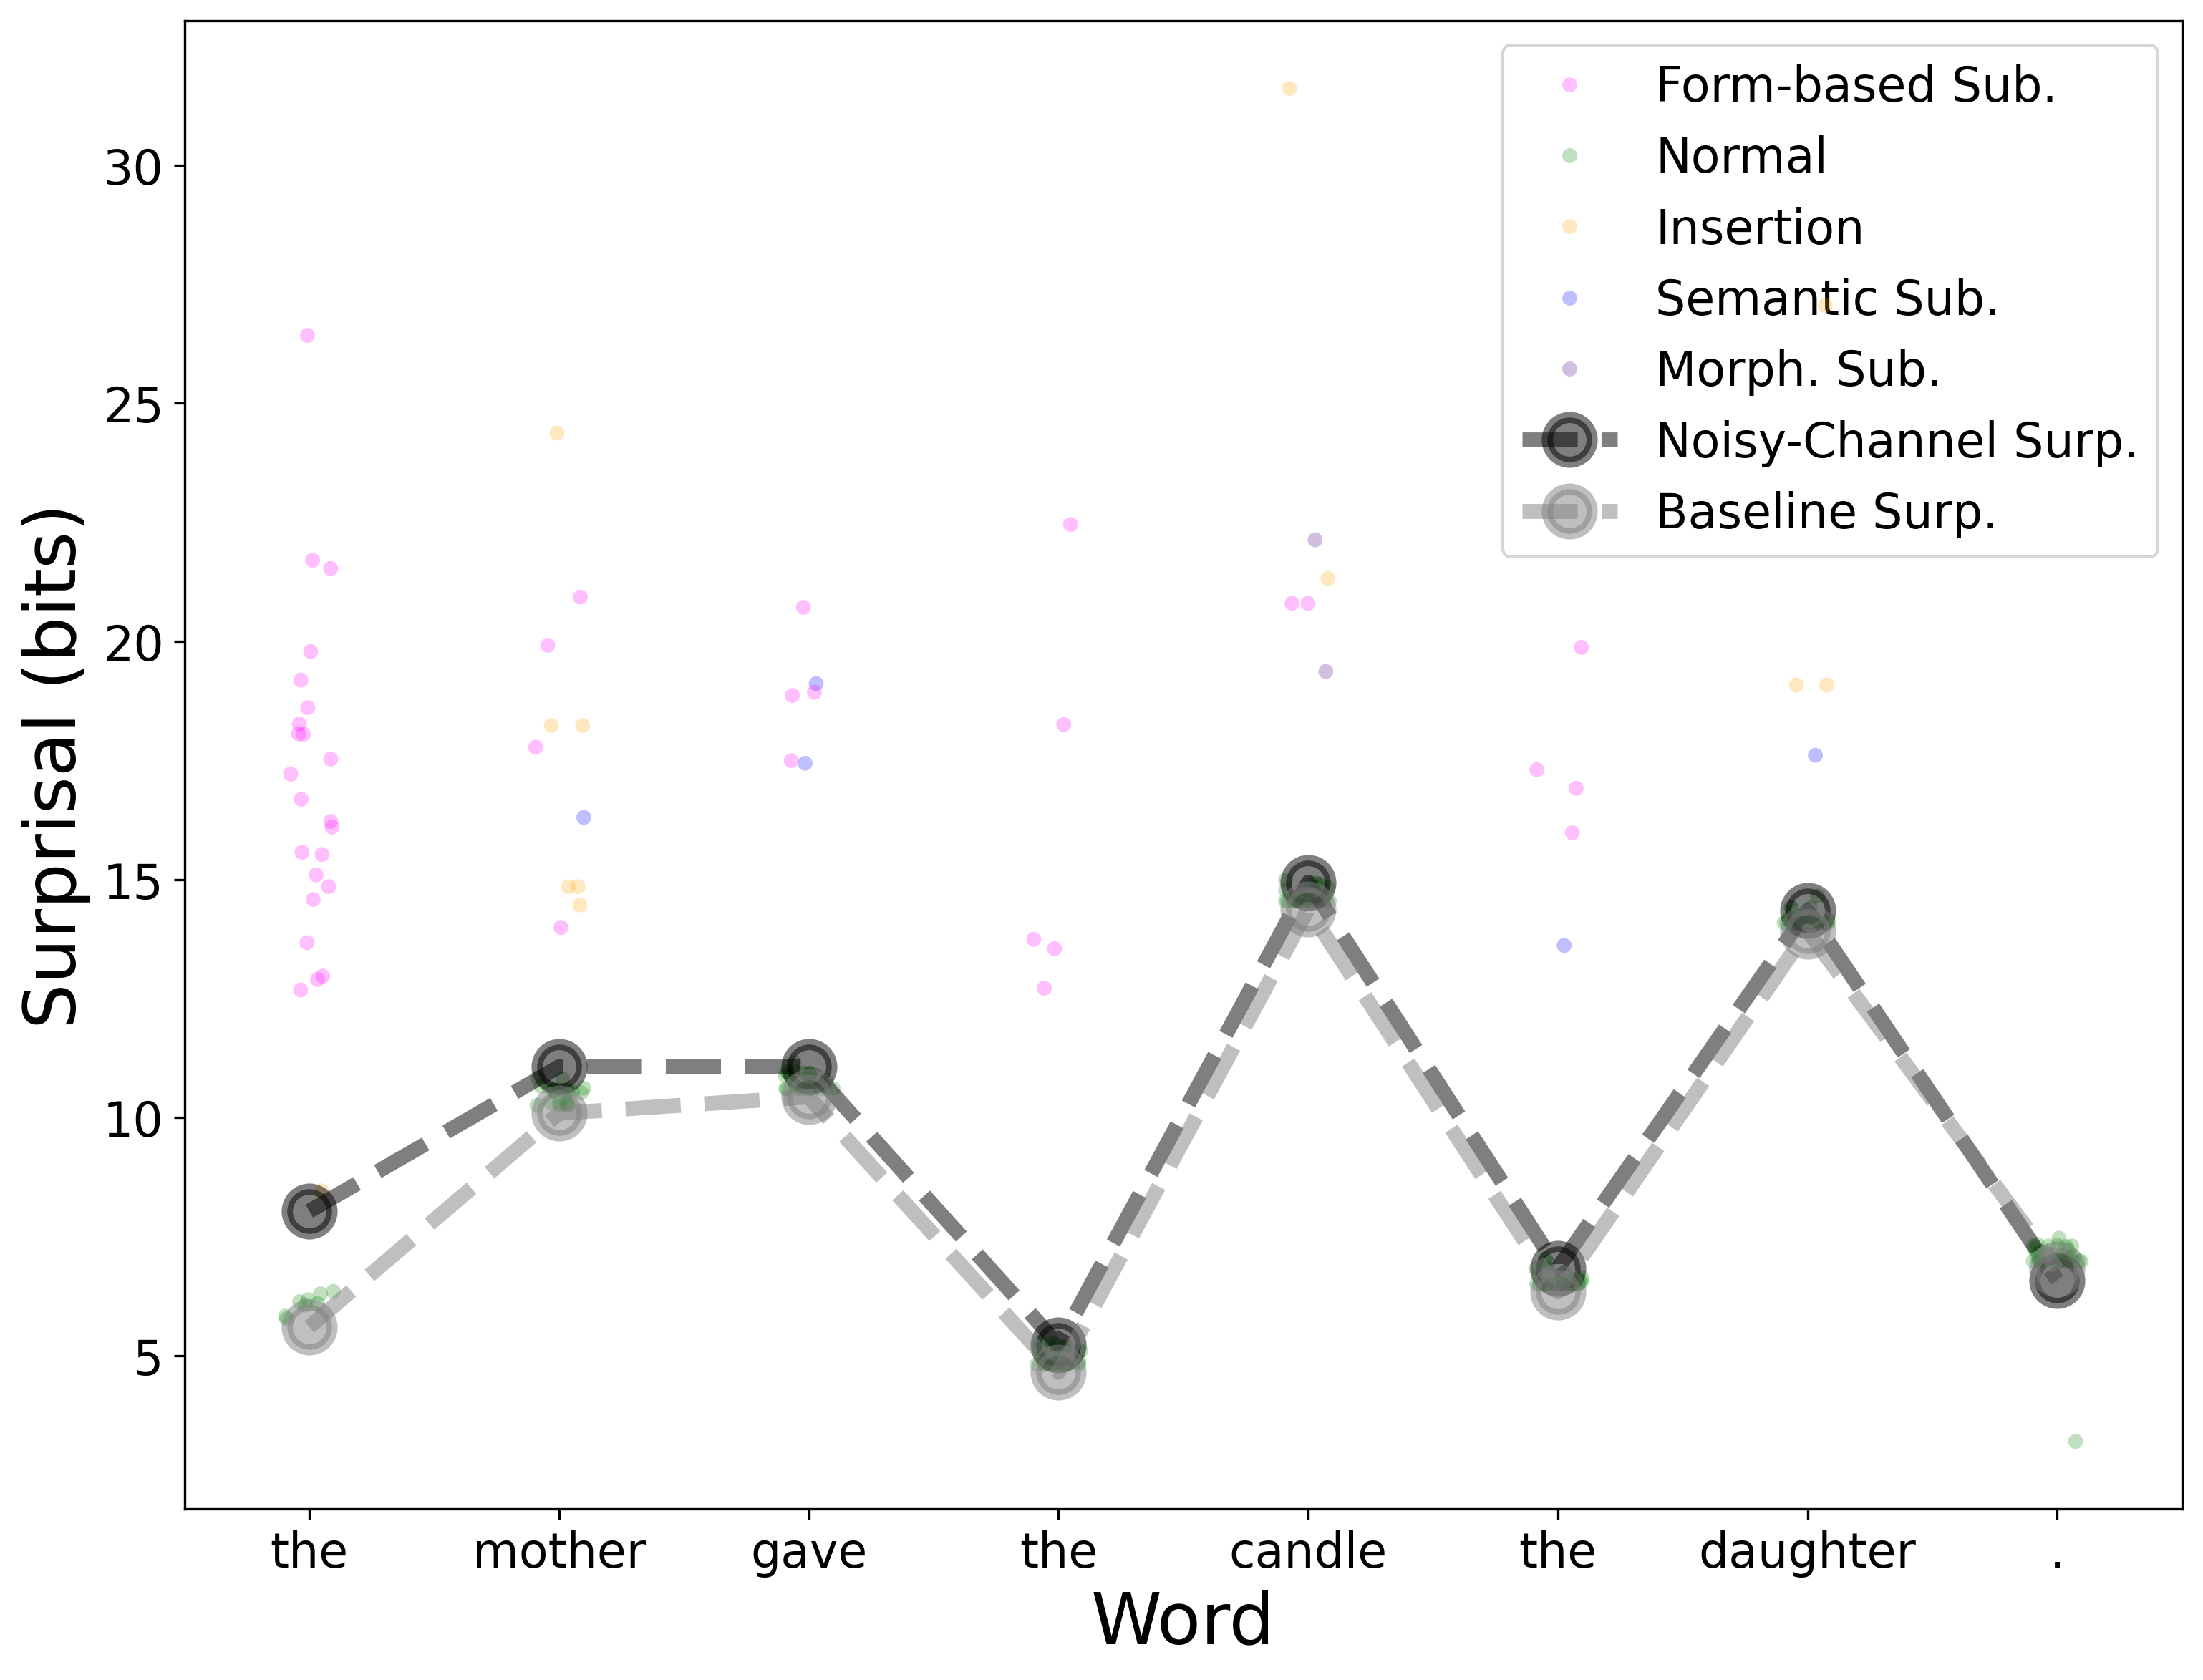 Form-based Sub.
Normal
Insertion
Semantic Sub.
Morph. Sub.
Noisy-Channel Surp.
Baseline Surp.
Surprisal (bits)
30
25
20
15
10
5
the mother gave the candle the daughter .
Word